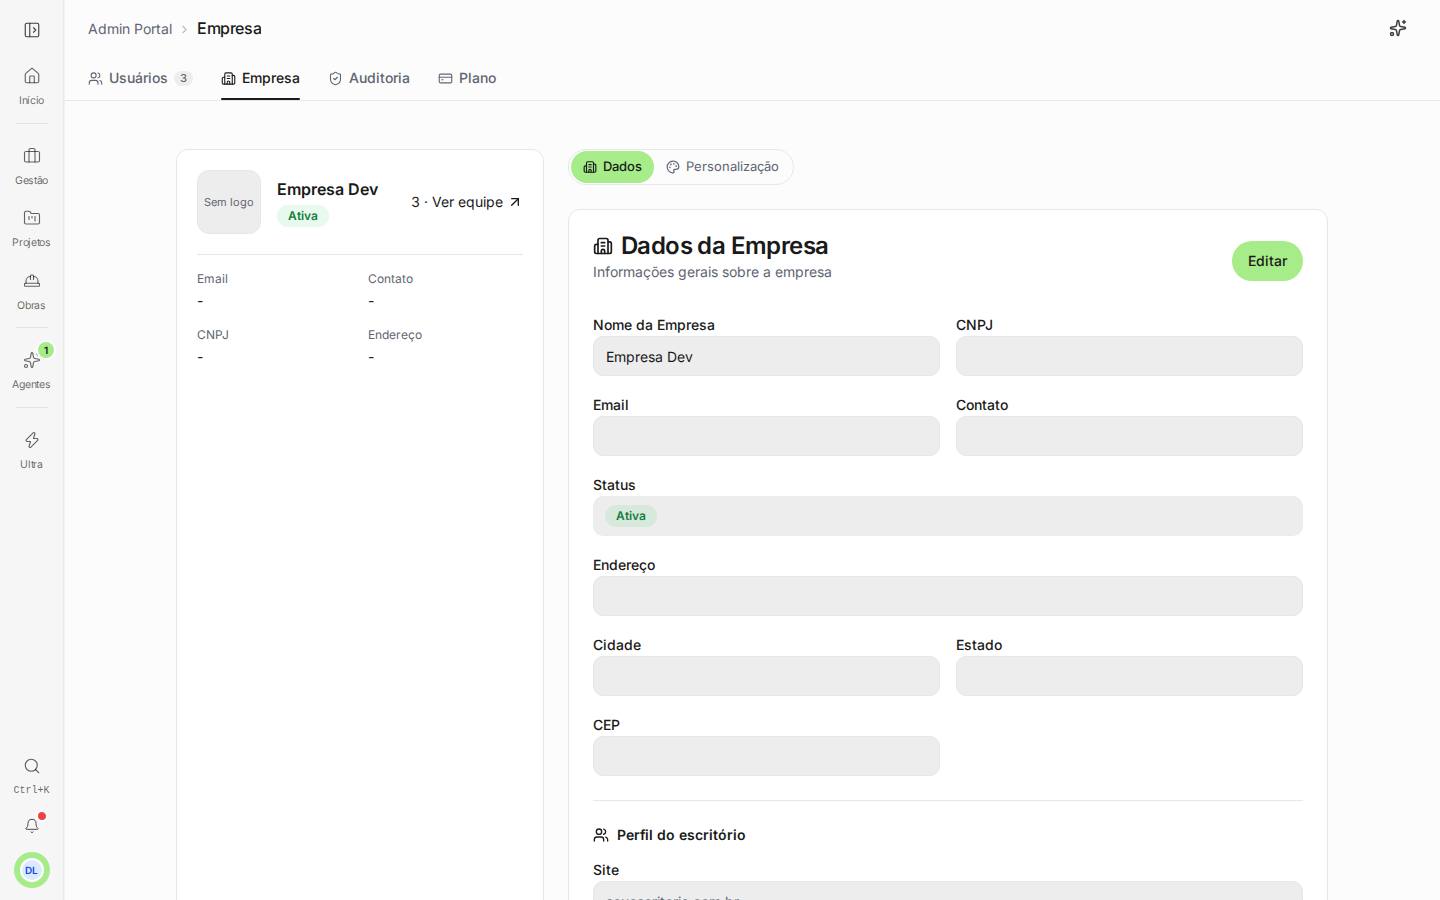 Admin Portal > Empresa
Usuários 3
Empresa
Auditoria
Plano
Início
Gestão
Projetos
Obras
1
Agentes
Ultra
Ctrl+K
DL
Sem logo
Empresa Dev
Ativa
3 · Ver equipe
Email
-
Contato
-
CNPJ
-
Endereço
-
Dados
Personalização
Dados da Empresa
Informações gerais sobre a empresa
Editar
Nome da Empresa
Empresa Dev
CNPJ
Email
Contato
Status
Ativa
Endereço
Cidade
Estado
CEP
Perfil do escritório
Site